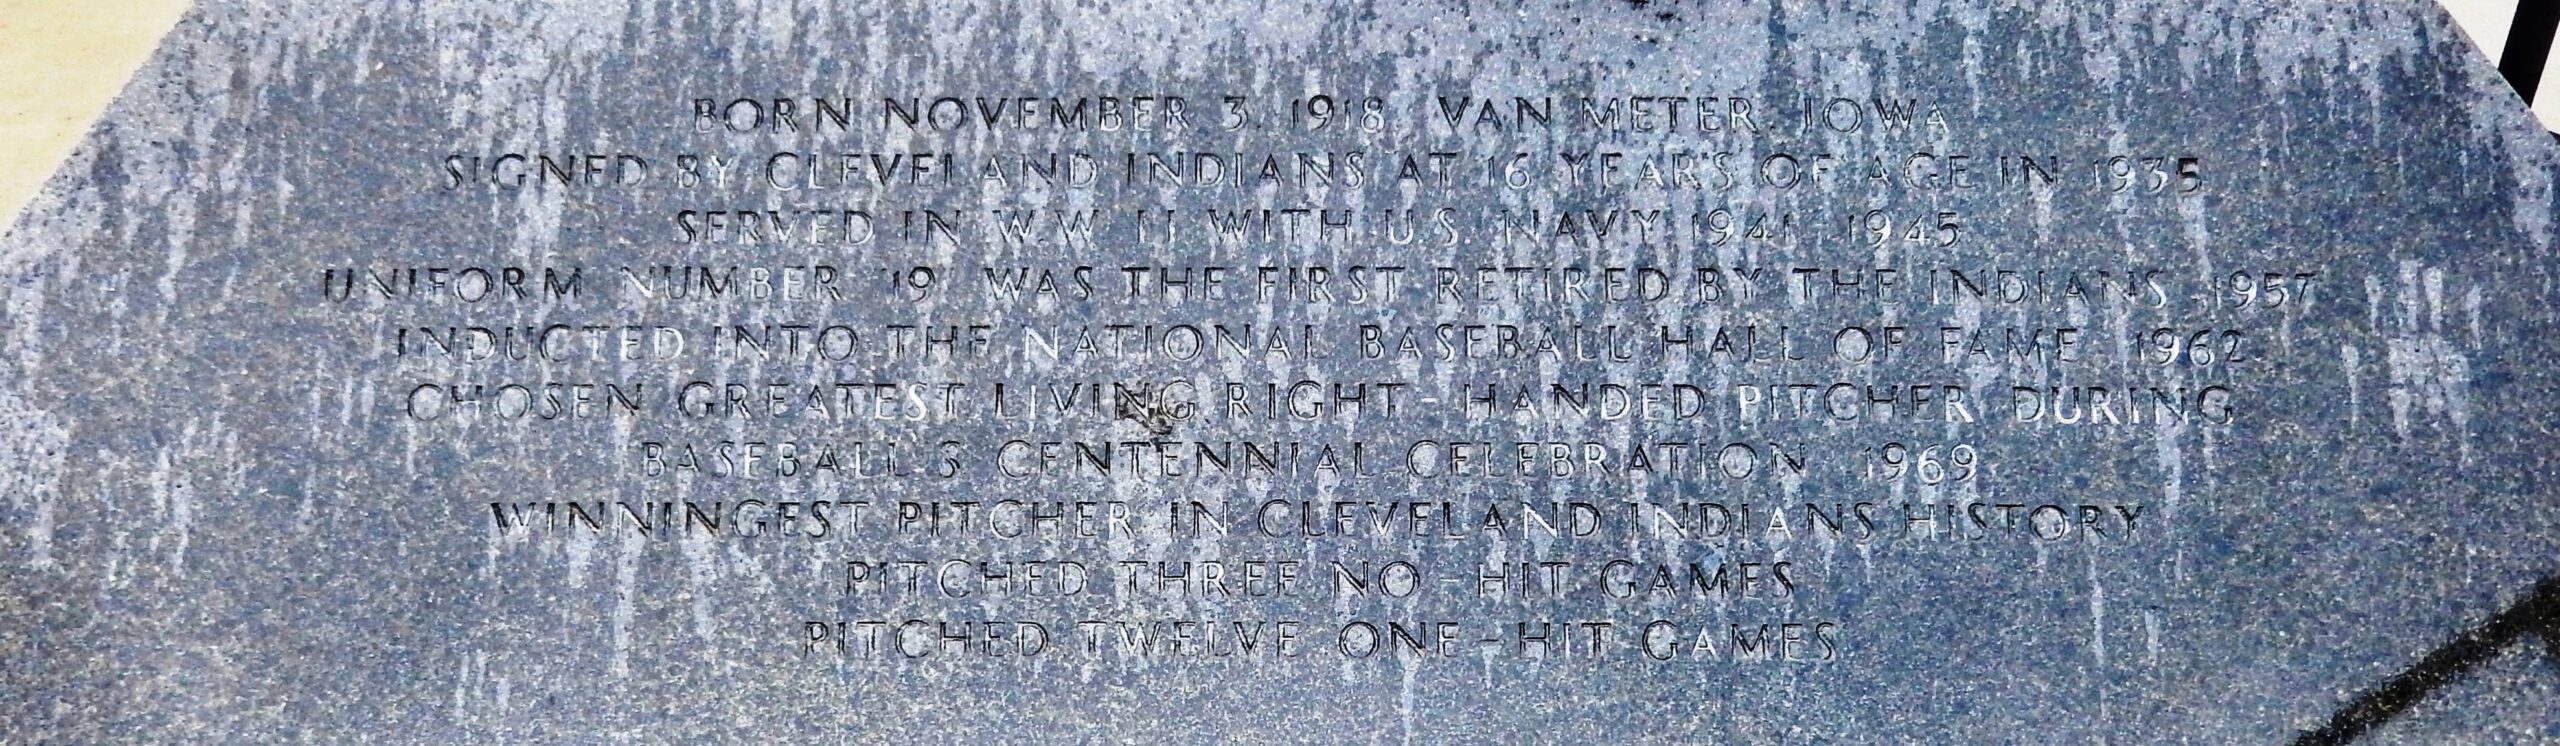 BORN NOVEMBER 3, 1918 VAN METER, IOWA
SIGNED BY CLEVELAND INDIANS AT 16 YEARS OF AGE IN 1935
SERVED IN W.W. II WITH U.S. NAVY 1941 - 1945
UNIFORM NUMBER "19" WAS THE FIRST RETIRED BY THE INDIANS - 1957
INDUCTED INTO THE NATIONAL BASEBALL HALL OF FAME - 1962
CHOSEN GREATEST LIVING RIGHT-HANDED PITCHER DURING
BASEBALL'S CENTENNIAL CELEBRATION - 1969
WINNINGEST PITCHER IN CLEVELAND INDIANS HISTORY
PITCHED THREE NO-HIT GAMES
PITCHED TWELVE ONE-HIT GAMES